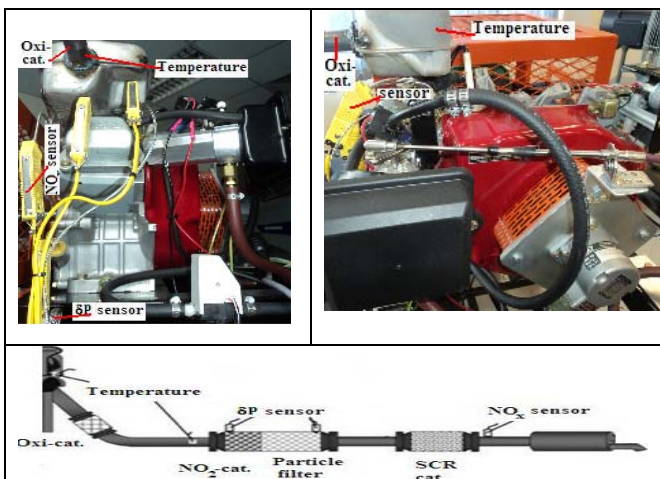 Oxi-
cat.
Temperature
NOx sensor
δP sensor
Temperature
Oxi-
cat.
sensor
Temperature
δP sensor
NOx sensor
Oxi-cat.
NO2-cat.
Particle
filter
SCR
cat